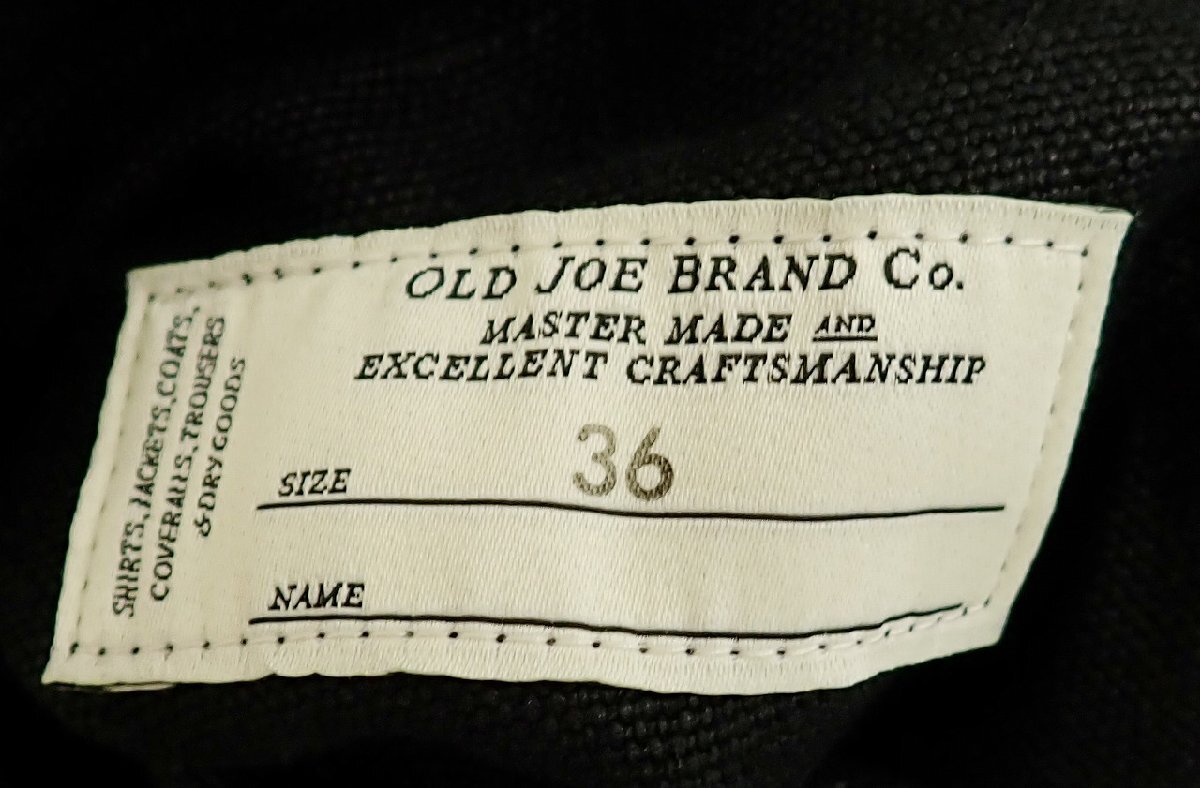 OLD JOE BRAND Co.
MASTER MADE AND
EXCELLENT CRAFTSMANSHIP
SIZE 36
NAME
SHIRTS, JACKETS, COATS,
COVERALLS, TROUSERS
& DRY GOODS